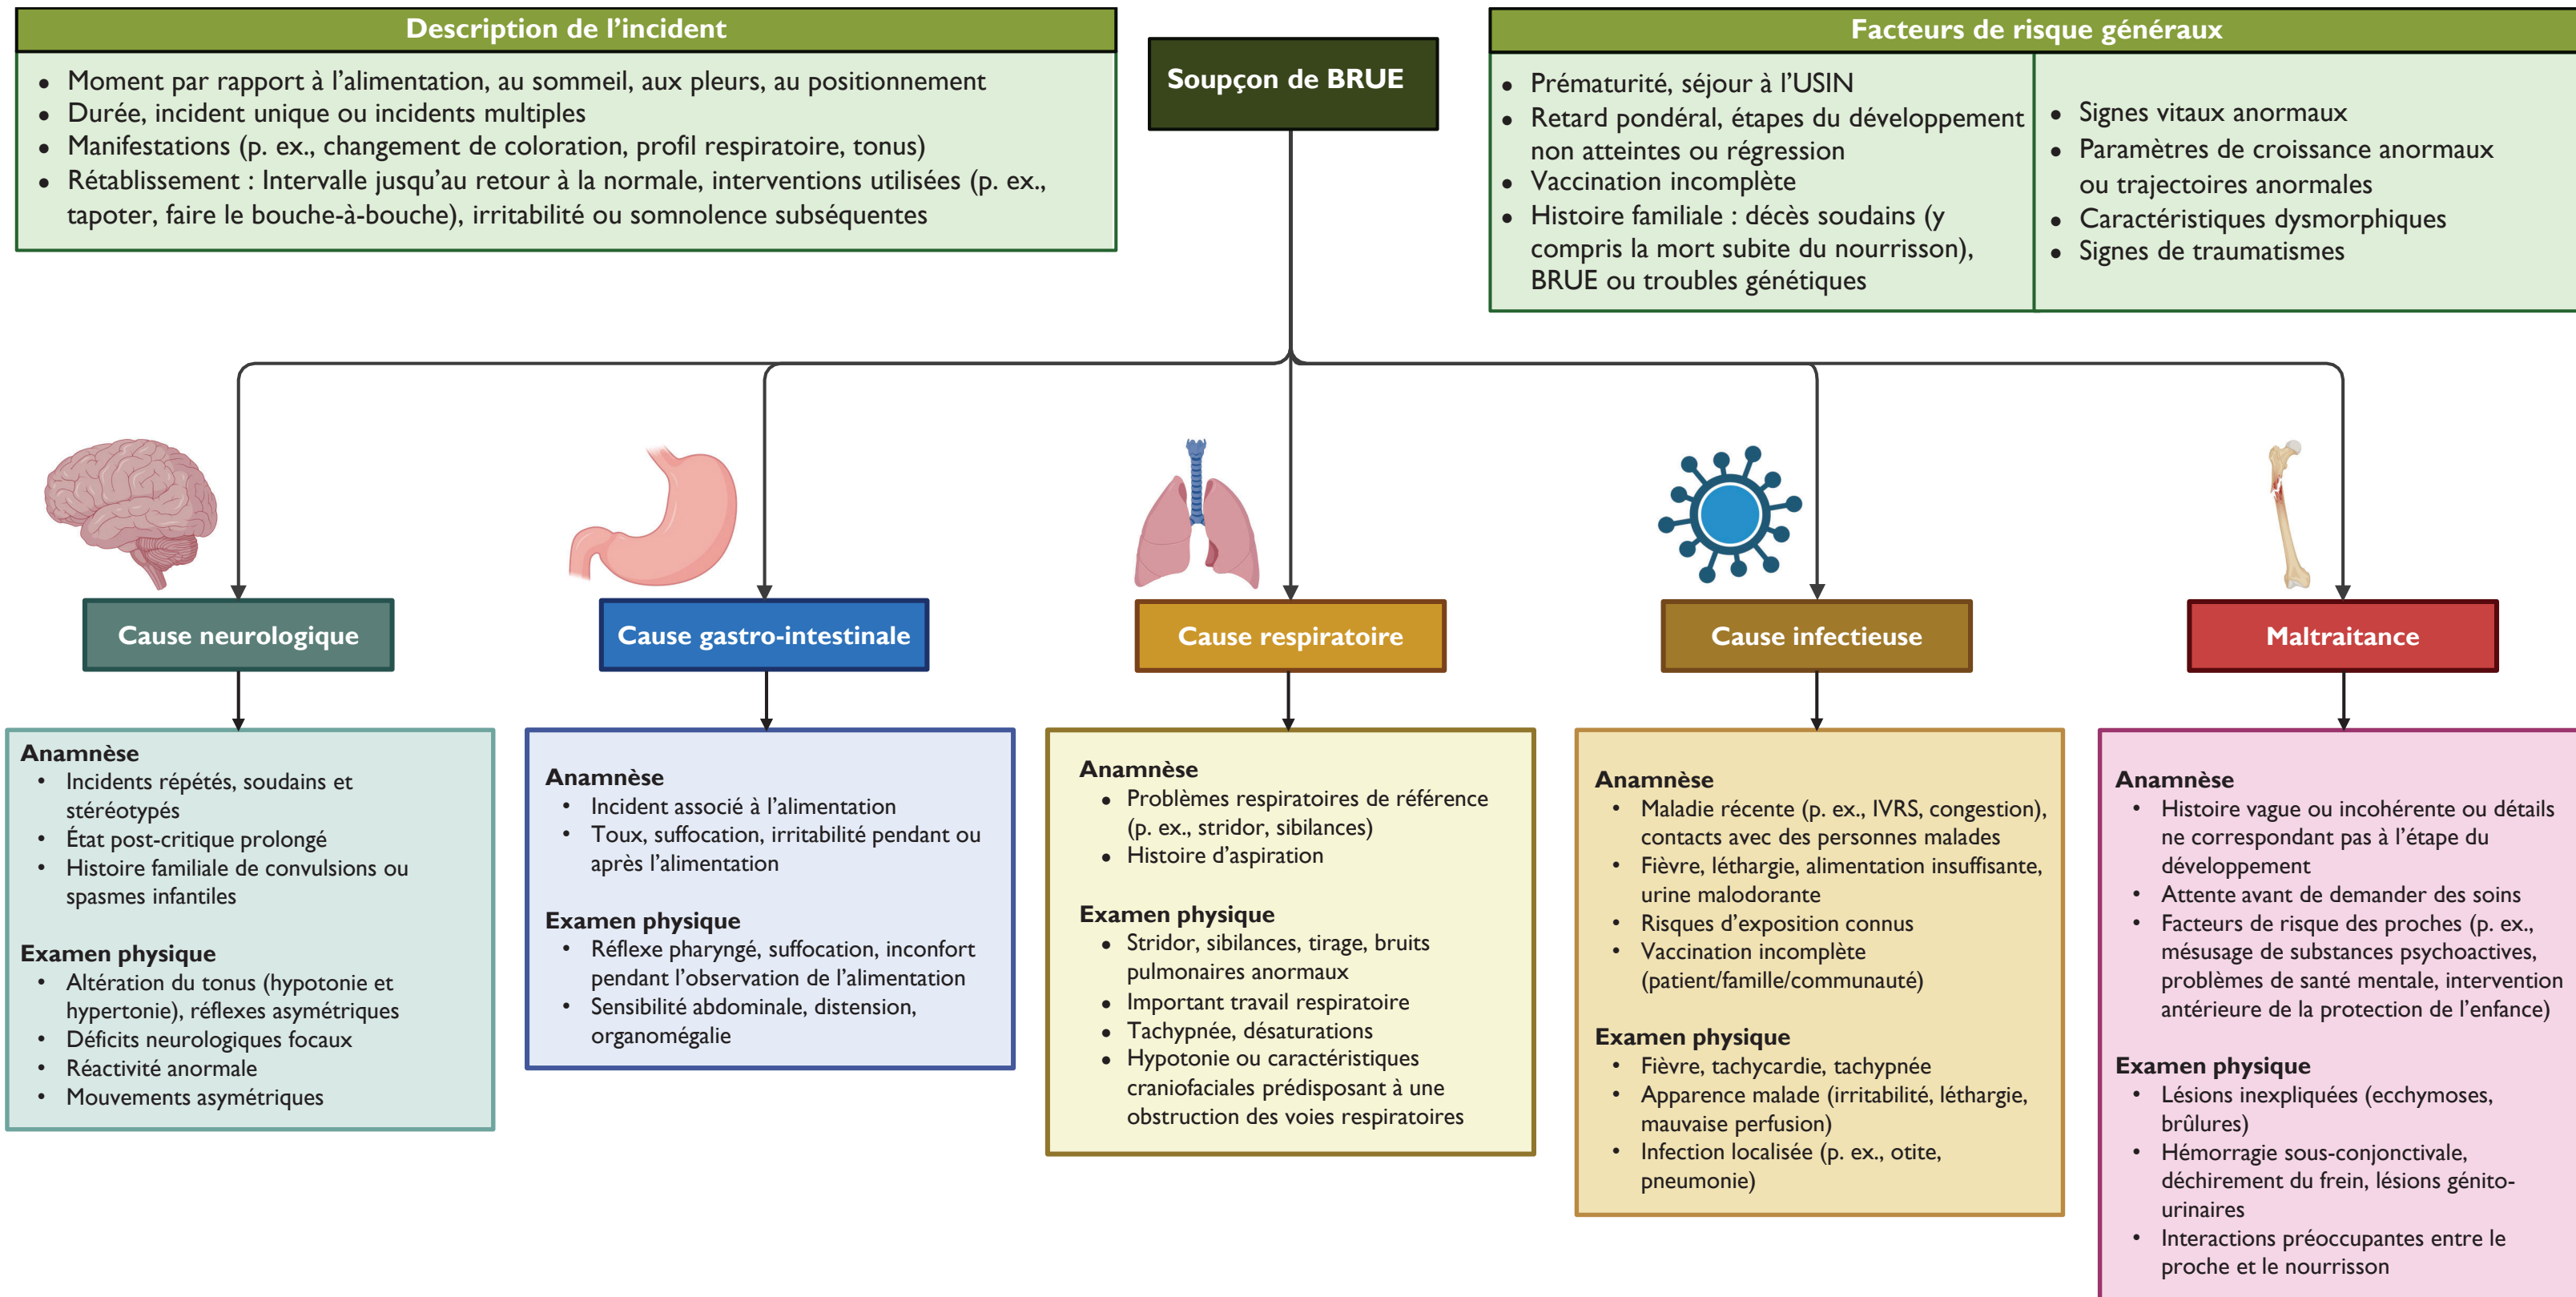 Description de l’incident
• Moment par rapport à l’alimentation, au sommeil, aux pleurs, au positionnement
• Durée, incident unique ou incidents multiples
• Manifestations (p. ex., changement de coloration, profil respiratoire, tonus)
• Rétablissement : Intervalle jusqu’au retour à la normale, interventions utilisées (p. ex.,
tapoter, faire le bouche-à-bouche), irritabilité ou somnolence subséquentes
Soupçon de BRUE
Facteurs de risque généraux
• Prématurité, séjour à l’USIN
• Retard pondéral, étapes du développement
non atteintes ou régression
• Vaccination incomplète
• Histoire familiale : décès soudains (y
compris la mort subite du nourrisson),
BRUE ou troubles génétiques
• Signes vitaux anormaux
• Paramètres de croissance anormaux
ou trajectoires anormales
• Caractéristiques dysmorphiques
• Signes de traumatismes
Cause neurologique
Anamnèse
• Incidents répétés, soudains et
stéréotypés
• État post-critique prolongé
• Histoire familiale de convulsions ou
spasmes infantiles
Examen physique
• Altération du tonus (hypotonie et
hypertonie), réflexes asymétriques
• Déficits neurologiques focaux
• Réactivité anormale
• Mouvements asymétriques
Cause gastro-intestinale
Anamnèse
• Incident associé à l’alimentation
• Toux, suffocation, irritabilité pendant ou
après l’alimentation
Examen physique
• Réflexe pharyngé, suffocation, inconfort
pendant l’observation de l’alimentation
• Sensibilité abdominale, distension,
organomégalie
Cause respiratoire
Anamnèse
• Problèmes respiratoires de référence
(p. ex., stridor, sibilances)
• Histoire d’aspiration
Examen physique
• Stridor, sibilances, tirage, bruits
pulmonaires anormaux
• Important travail respiratoire
• Tachypnée, désaturations
• Hypotonie ou caractéristiques
craniofaciales prédisposant à une
obstruction des voies respiratoires
Cause infectieuse
Anamnèse
• Maladie récente (p. ex., IVRS, congestion),
contacts avec des personnes malades
• Fièvre, léthargie, alimentation insuffisante,
urine malodorante
• Risques d’exposition connus
• Vaccination incomplète
(patient/famille/communauté)
Examen physique
• Fièvre, tachycardie, tachypnée
• Apparence malade (irritabilité, léthargie,
mauvaise perfusion)
• Infection localisée (p. ex., otite,
pneumonie)
Maltraitance
Anamnèse
• Histoire vague ou incohérente ou détails
ne correspondant pas à l’étape du
développement
• Attente avant de demander des soins
• Facteurs de risque des proches (p. ex.,
mésusage de substances psychoactives,
problèmes de santé mentale, intervention
antérieure de la protection de l’enfance)
Examen physique
• Lésions inexpliquées (ecchymoses,
brûlures)
• Hémorragie sous-conjonctivale,
déchirement du frein, lésions génito-
urinaires
• Interactions préoccupantes entre le
proche et le nourrisson